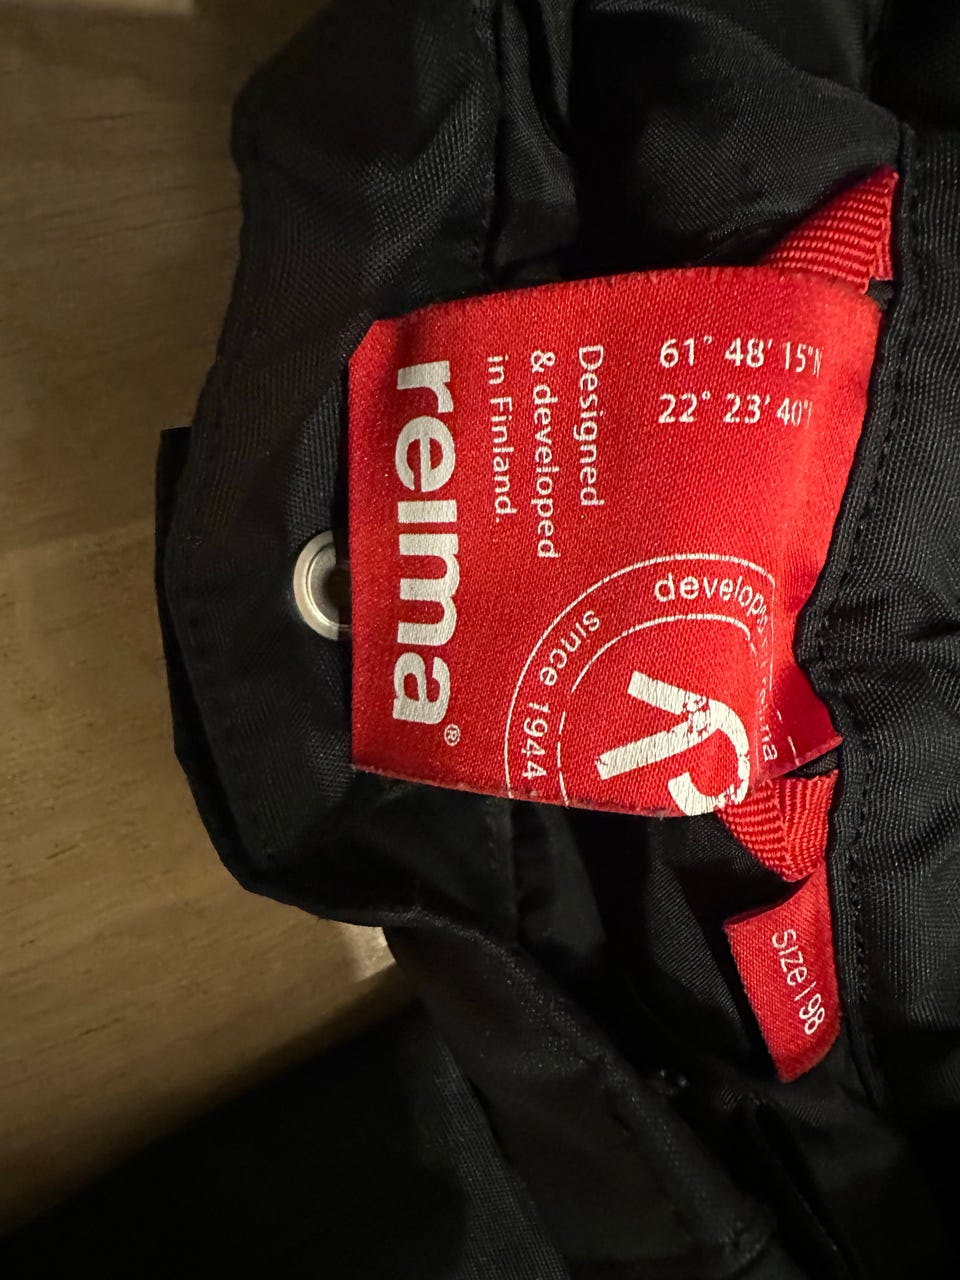 61° 48' 15"N
22° 23' 40"
Designed
& developed
in Finland.
reima®
since 1944
size | 98